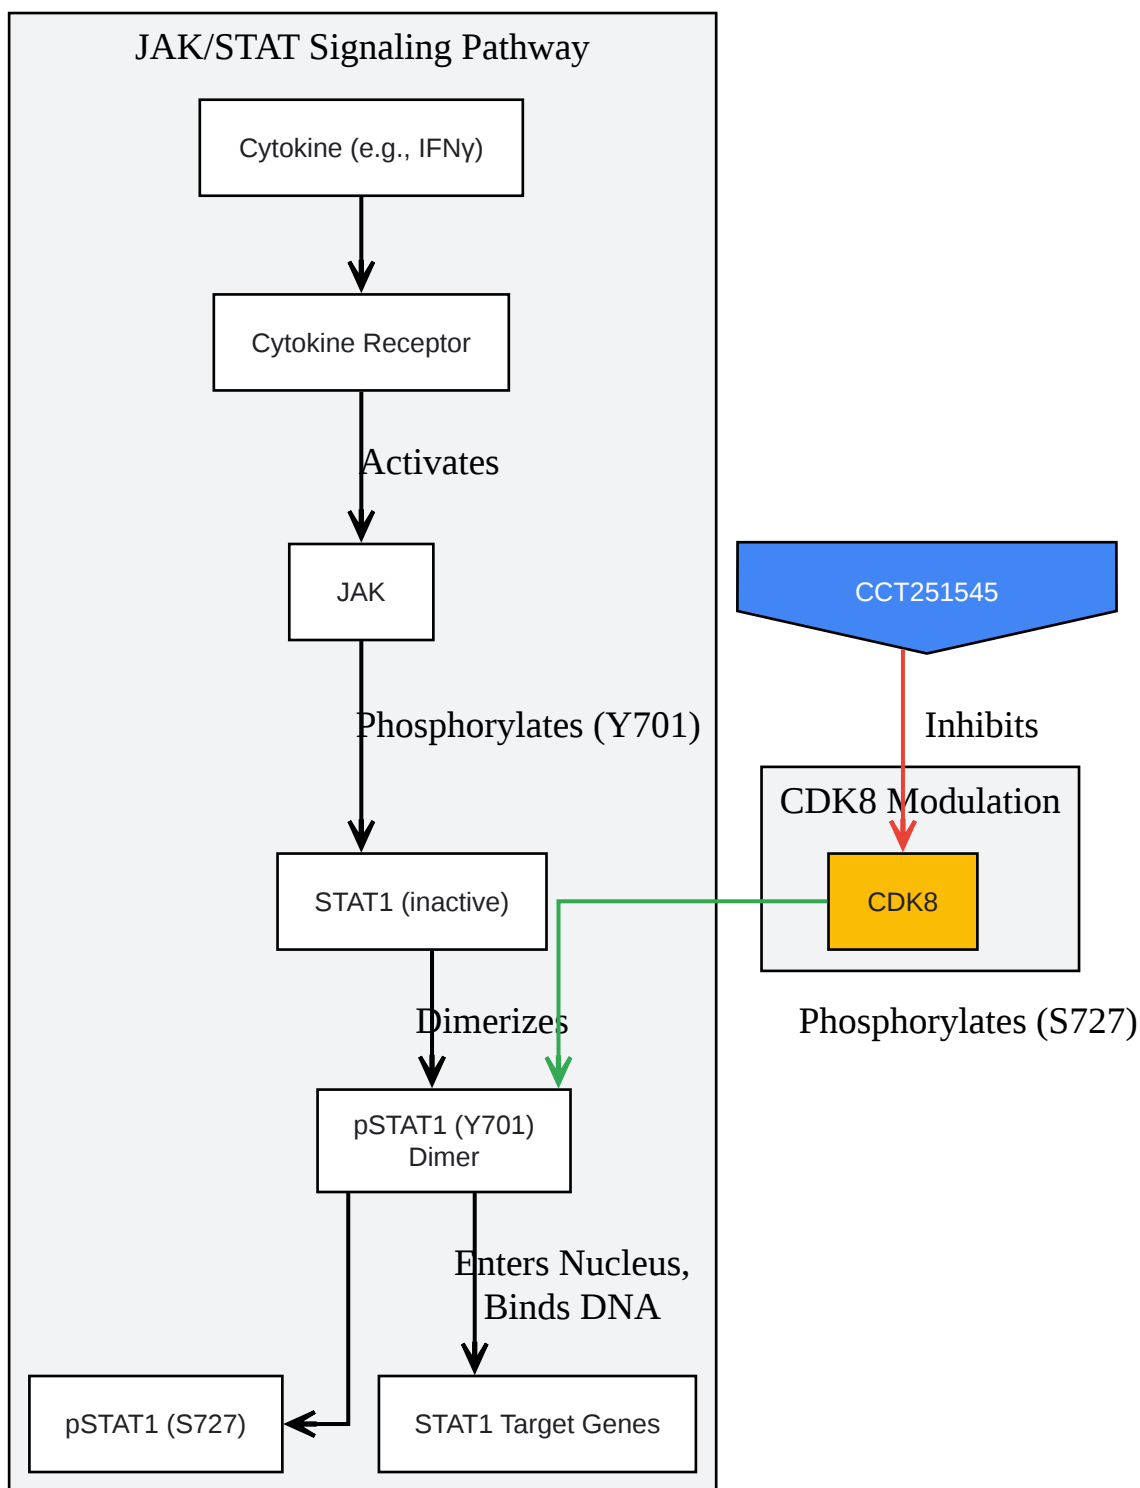 JAK/STAT Signaling Pathway
Cytokine (e.g., IFNγ)
Cytokine Receptor
Activates
JAK
CCT251545
Phosphorylates (Y701)
Inhibits
CDK8 Modulation
STAT1 (inactive)
CDK8
Dimerizes
Phosphorylates (S727)
pSTAT1 (Y701)
Dimer
Enters Nucleus,
Binds DNA
pSTAT1 (S727)
STAT1 Target Genes